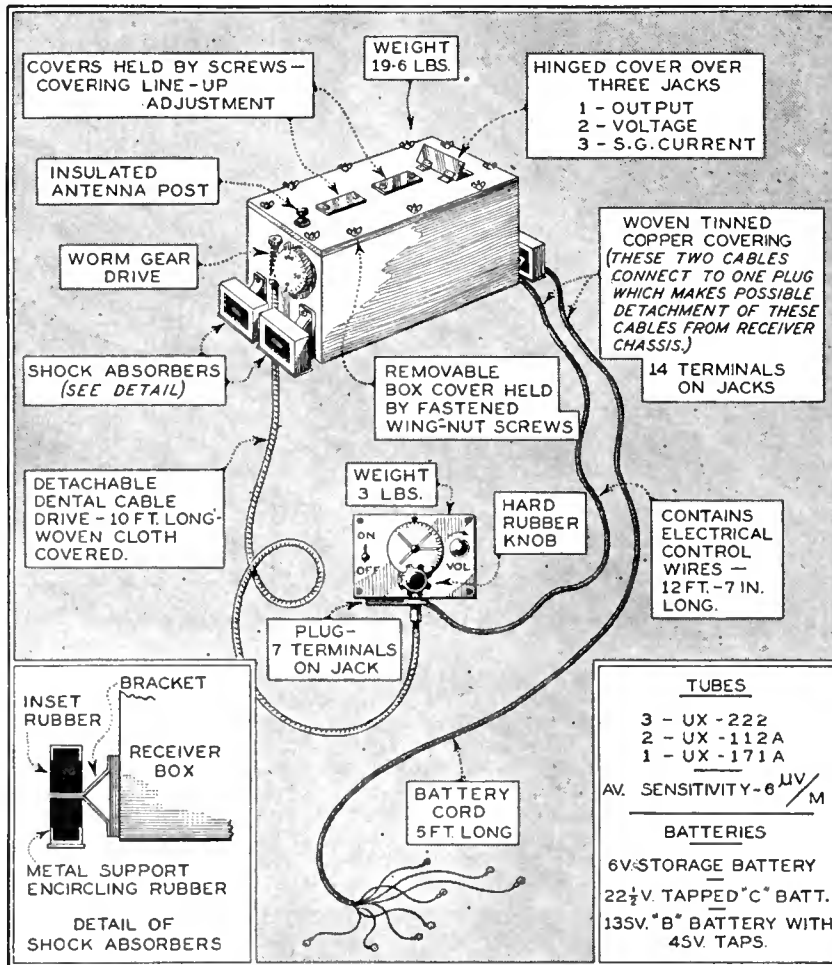 WEIGHT
19·6 LBS.
COVERS HELD BY SCREWS—
COVERING LINE-UP
ADJUSTMENT
HINGED COVER OVER
THREE JACKS
1 - OUTPUT
2 - VOLTAGE
3 - S.G. CURRENT
INSULATED
ANTENNA POST
WORM GEAR
DRIVE
WOVEN TINNED
COPPER COVERING
(THESE TWO CABLES
CONNECT TO ONE PLUG
WHICH MAKES POSSIBLE
DETACHMENT OF THESE
CABLES FROM RECEIVER
CHASSIS.)
14 TERMINALS
ON JACKS
SHOCK ABSORBERS
(SEE DETAIL)
REMOVABLE
BOX COVER HELD
BY FASTENED
WING-NUT SCREWS
DETACHABLE
DENTAL CABLE
DRIVE - 10 FT. LONG-
WOVEN CLOTH
COVERED.
WEIGHT
3 LBS.
HARD
RUBBER
KNOB
ON
OFF
VOL
CONTAINS
ELECTRICAL
CONTROL
WIRES —
12 FT.-7 IN.
LONG.
PLUG-
7 TERMINALS
ON JACK
BRACKET
INSET
RUBBER
RECEIVER
BOX
METAL SUPPORT
ENCIRCLING RUBBER
DETAIL OF
SHOCK ABSORBERS
BATTERY
CORD
5 FT. LONG
TUBES
3 - UX - 222
2 - UX - 112A
1 - UX - 171A
AV. SENSITIVITY - 6 μV/M
BATTERIES
6V. STORAGE BATTERY
22½V. TAPPED "C" BATT.
135V. "B" BATTERY WITH
45V. TAPS.